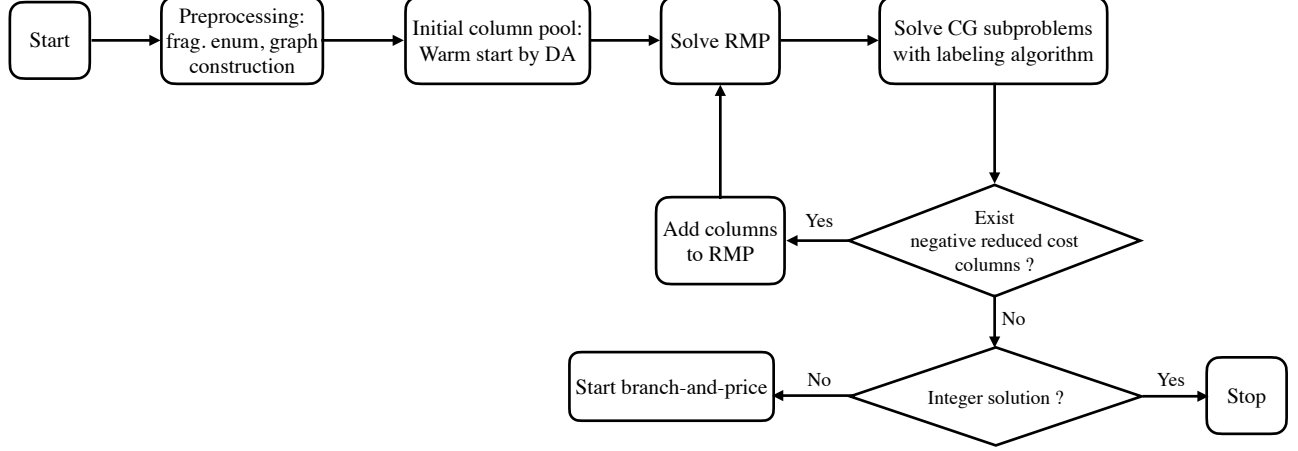 Start
Preprocessing:
frag. enum, graph
construction
Initial column pool:
Warm start by DA
Solve RMP
Solve CG subproblems
with labeling algorithm
Exist
negative reduced cost
columns ?
Yes
Add columns
to RMP
No
Integer solution ?
No
Start branch-and-price
Yes
Stop